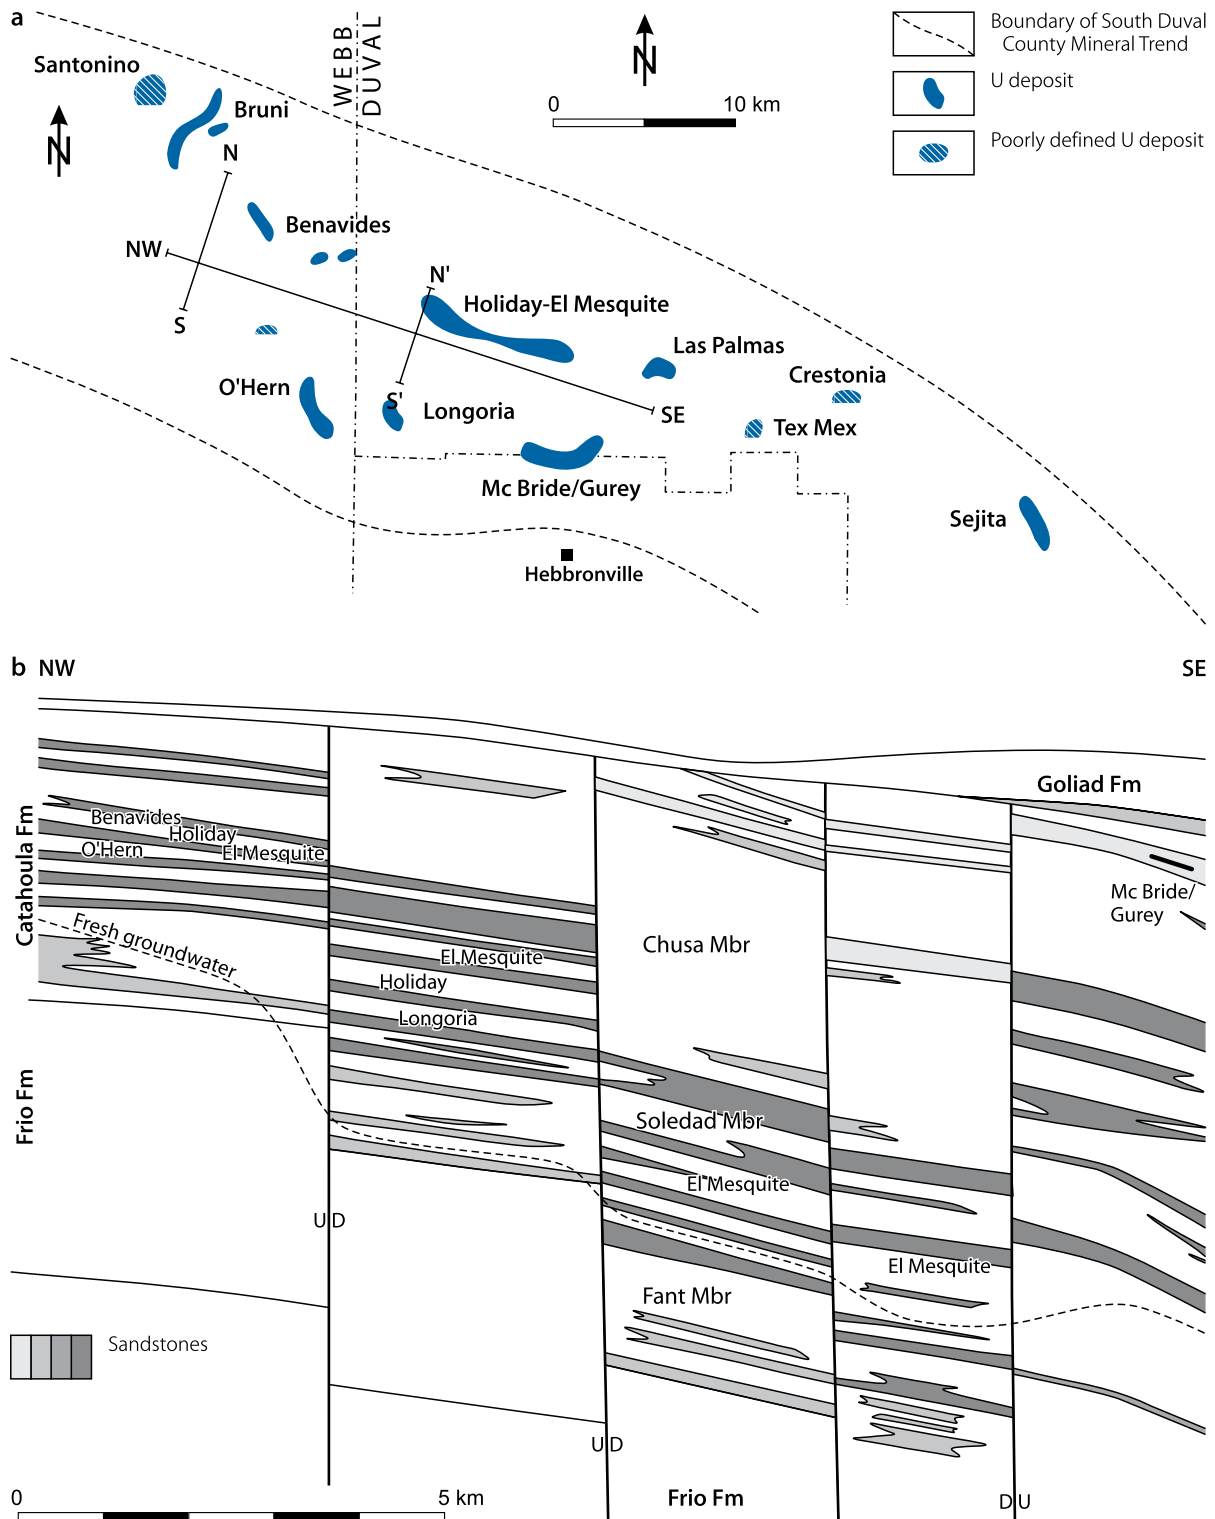 a
WEBB
DUVAL
N
Boundary of South Duval
County Mineral Trend
Santonino
U deposit
0 10 km
Bruni
N
N
Poorly defined U deposit
Benavides
NW
N'
Holiday-El Mesquite
S
Las Palmas
Crestonia
O'Hern
S'
Longoria
SE
Tex Mex
Mc Bride/Gurey
Sejita
Hebbronville
b NW SE
Goliad Fm
Catahoula Fm
Benavides
Holiday
O'Hern
El Mesquite
Mc Bride/
Gurey
Fresh groundwater
Chusa Mbr
El Mesquite
Holiday
Longoria
Frio Fm
Soledad Mbr
El Mesquite
U D
El Mesquite
Fant Mbr
Sandstones
U D
0 5 km
Frio Fm
D U